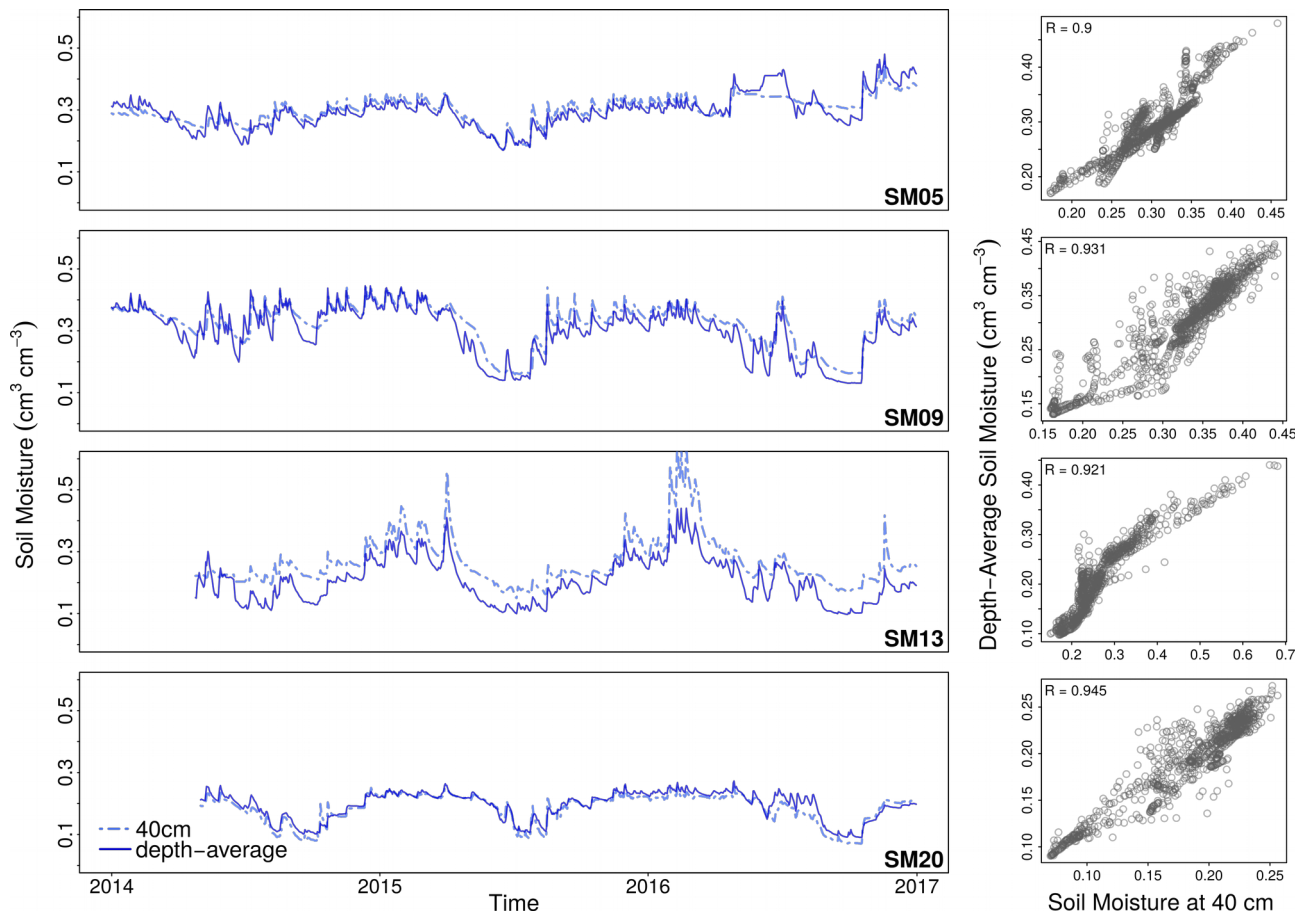 Soil Moisture (cm³ cm⁻³)
0.1 0.3 0.5
SM05
0.1 0.3 0.5
SM09
0.1 0.3 0.5
SM13
0.1 0.3 0.5
40cm
depth−average
SM20
2014 2015 2016 2017
Time
Depth−Average Soil Moisture (cm³ cm⁻³)
R = 0.9
0.20 0.30 0.40
0.20 0.25 0.30 0.35 0.40 0.45
R = 0.931
0.15 0.25 0.35 0.45
0.15 0.20 0.25 0.30 0.35 0.40 0.45
R = 0.921
0.10 0.20 0.30 0.40
0.2 0.3 0.4 0.5 0.6 0.7
R = 0.945
0.10 0.15 0.20 0.25
0.10 0.15 0.20 0.25
Soil Moisture at 40 cm